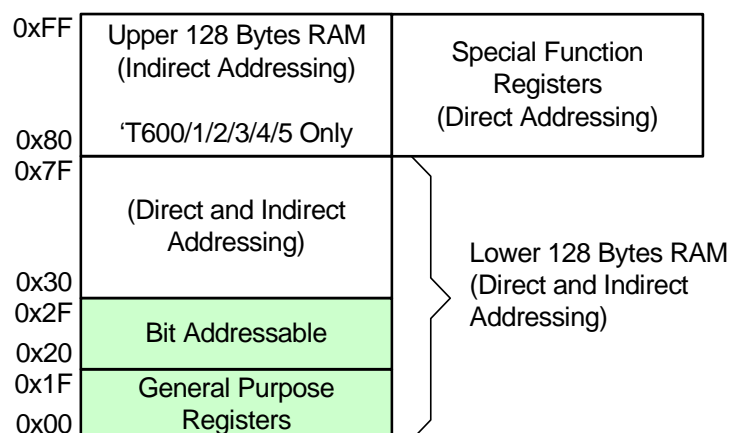 0xFF
Upper 128 Bytes RAM
(Indirect Addressing)
‘T600/1/2/3/4/5 Only
Special Function
Registers
(Direct Addressing)
0x80
0x7F
(Direct and Indirect
Addressing)
Lower 128 Bytes RAM
(Direct and Indirect
Addressing)
0x30
0x2F
Bit Addressable
0x20
0x1F
General Purpose
Registers
0x00